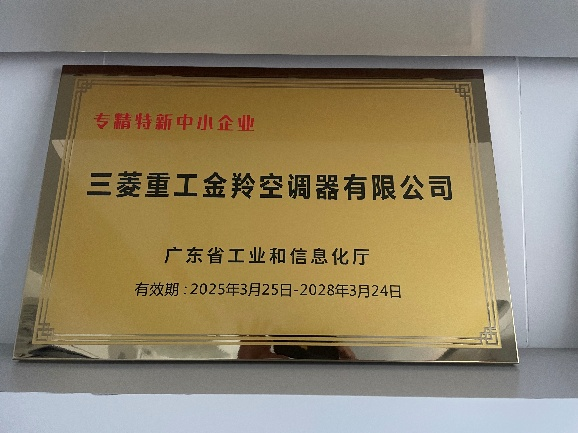 专精特新中小企业
三菱重工金羚空调器有限公司
广东省工业和信息化厅
有效期：2025年3月25日-2028年3月24日